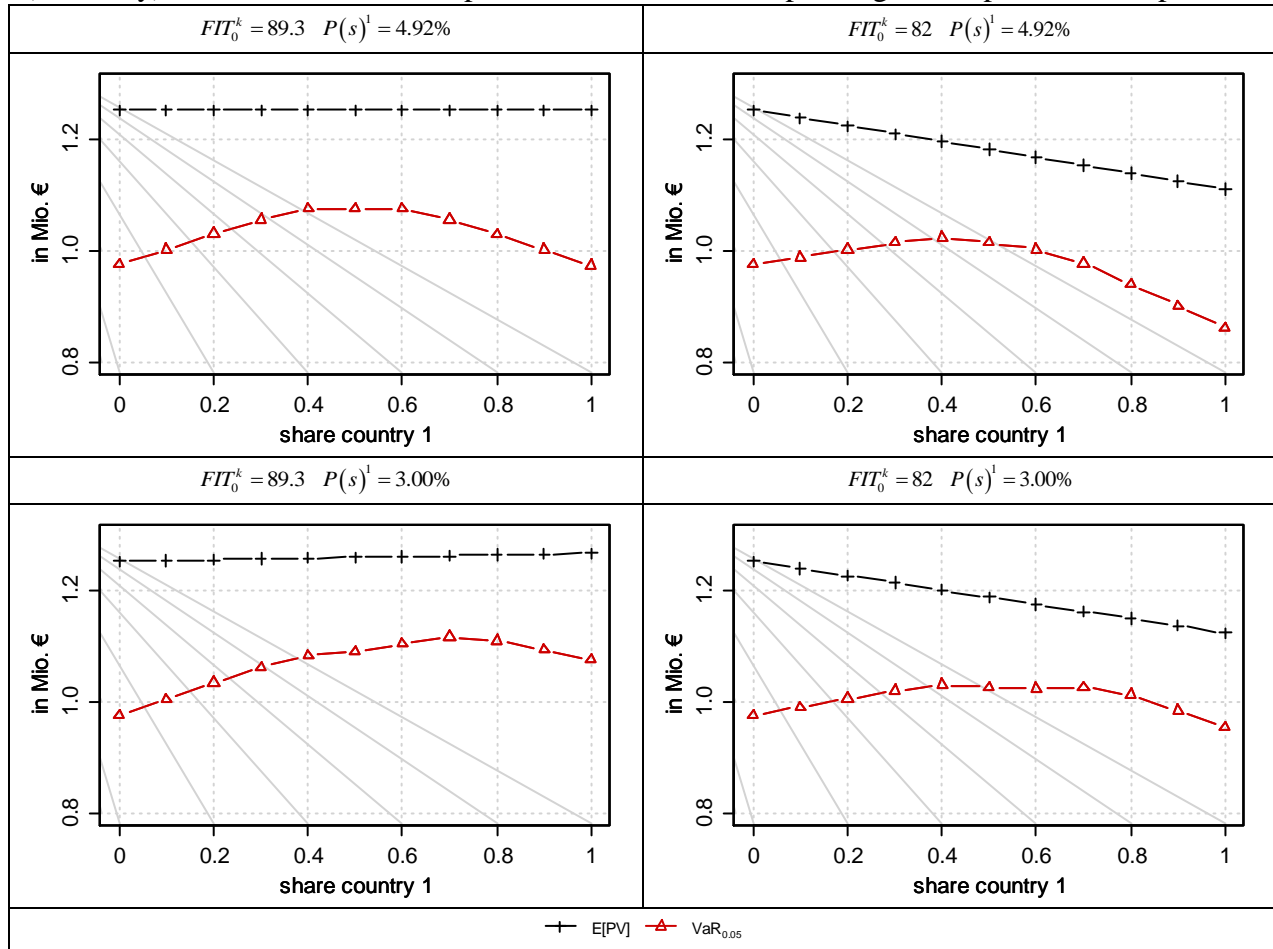 FIT₀ᵏ = 89.3 P(s)¹ = 4.92%
FIT₀ᵏ = 82 P(s)¹ = 4.92%
in Mio. €
1.2
1.0
0.8
0 0.2 0.4 0.6 0.8 1
share country 1
in Mio. €
1.2
1.0
0.8
0 0.2 0.4 0.6 0.8 1
share country 1
FIT₀ᵏ = 89.3 P(s)¹ = 3.00%
FIT₀ᵏ = 82 P(s)¹ = 3.00%
in Mio. €
1.2
1.0
0.8
0 0.2 0.4 0.6 0.8 1
share country 1
in Mio. €
1.2
1.0
0.8
0 0.2 0.4 0.6 0.8 1
share country 1
E[PV] VaR₀.₀₅